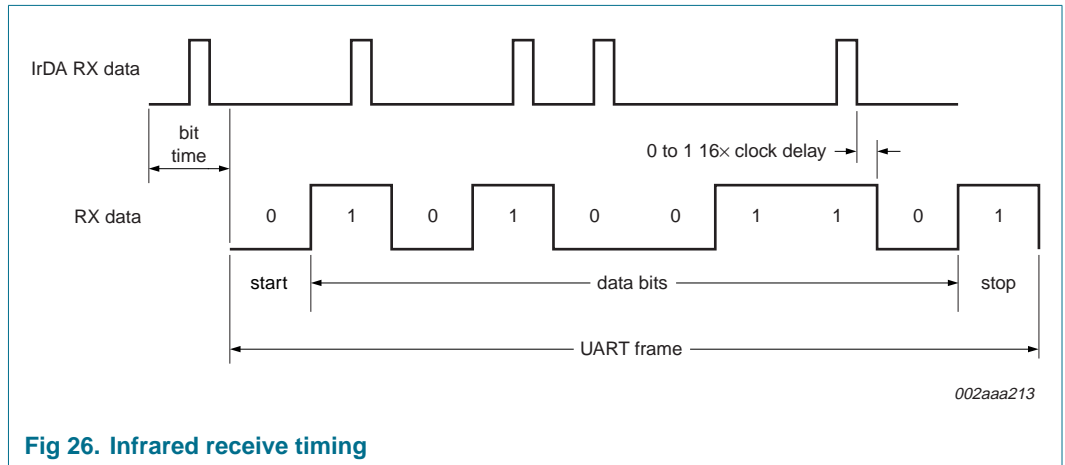 IrDA RX data
bit
time
0 to 1 16× clock delay
RX data
0 1 0 1 0 0 1 1 0 1
start
data bits
stop
UART frame
002aaa213
Fig 26. Infrared receive timing